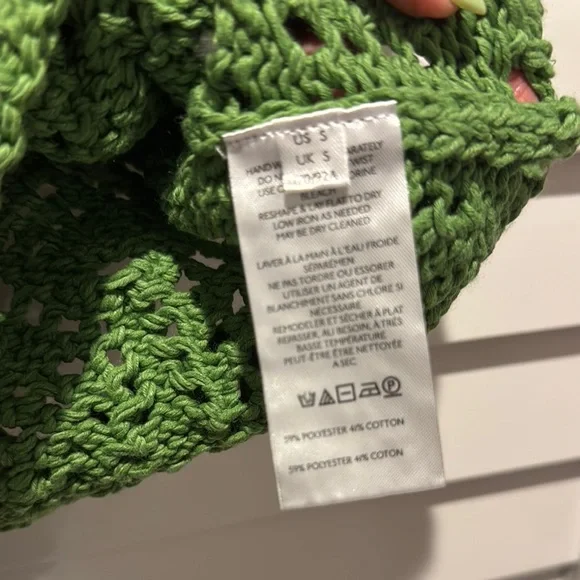 US S
UK S
HAND W ARATELY
DO N TWIST
USE C ORINE
BLEACH
RESHAPE & LAY FLAT TO DRY
LOW IRON AS NEEDED
MAY BE DRY CLEANED
LAVER À LA MAIN À L'EAU FROIDE
SÉPARÉMEN
NE PAS TORDRE OU ESSORER
UTILISER UN AGENT DE
BLANCHIMENT SANS CHLORE SI
NÉCESSAIRE
REMODELER ET SÉCHER À PLAT
REPASSER, AU BESOIN, À TRÈS
BASSE TEMPÉRATURE
PEUT-ÊTRE ÊTRE NETTOYÉE
A SEC
59% POLYESTER 41% COTTON
59% POLYESTER 41% COTON